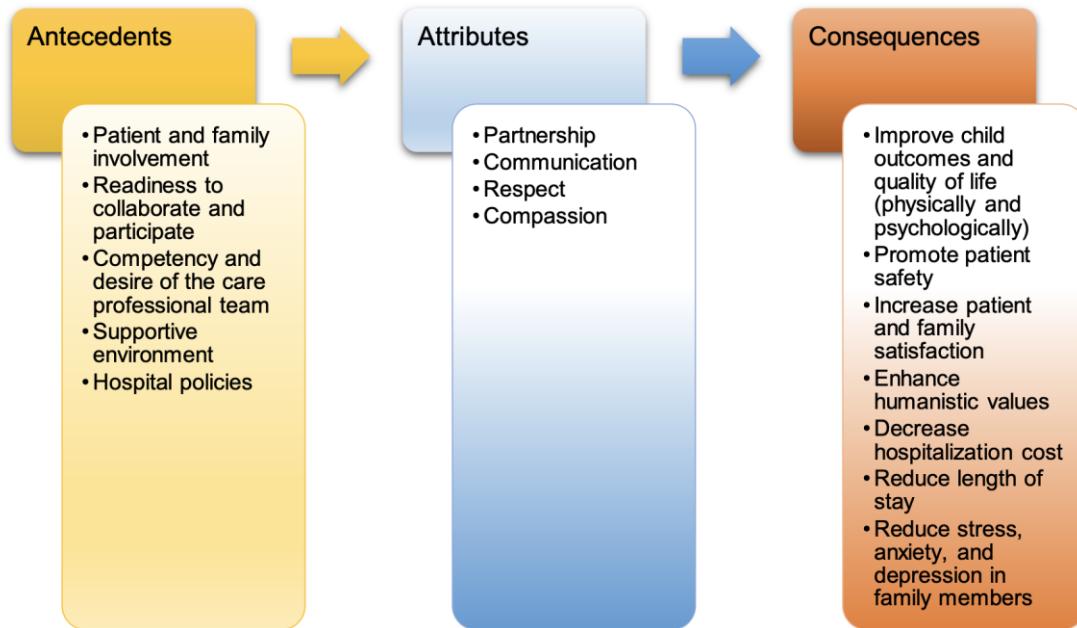 Antecedents
• Patient and family
involvement
• Readiness to
collaborate and
participate
• Competency and
desire of the care
professional team
• Supportive
environment
• Hospital policies
Attributes
• Partnership
• Communication
• Respect
• Compassion
Consequences
• Improve child
outcomes and
quality of life
(physically and
psychologically)
• Promote patient
safety
• Increase patient
and family
satisfaction
• Enhance
humanistic values
• Decrease
hospitalization cost
• Reduce length of
stay
• Reduce stress,
anxiety, and
depression in
family members